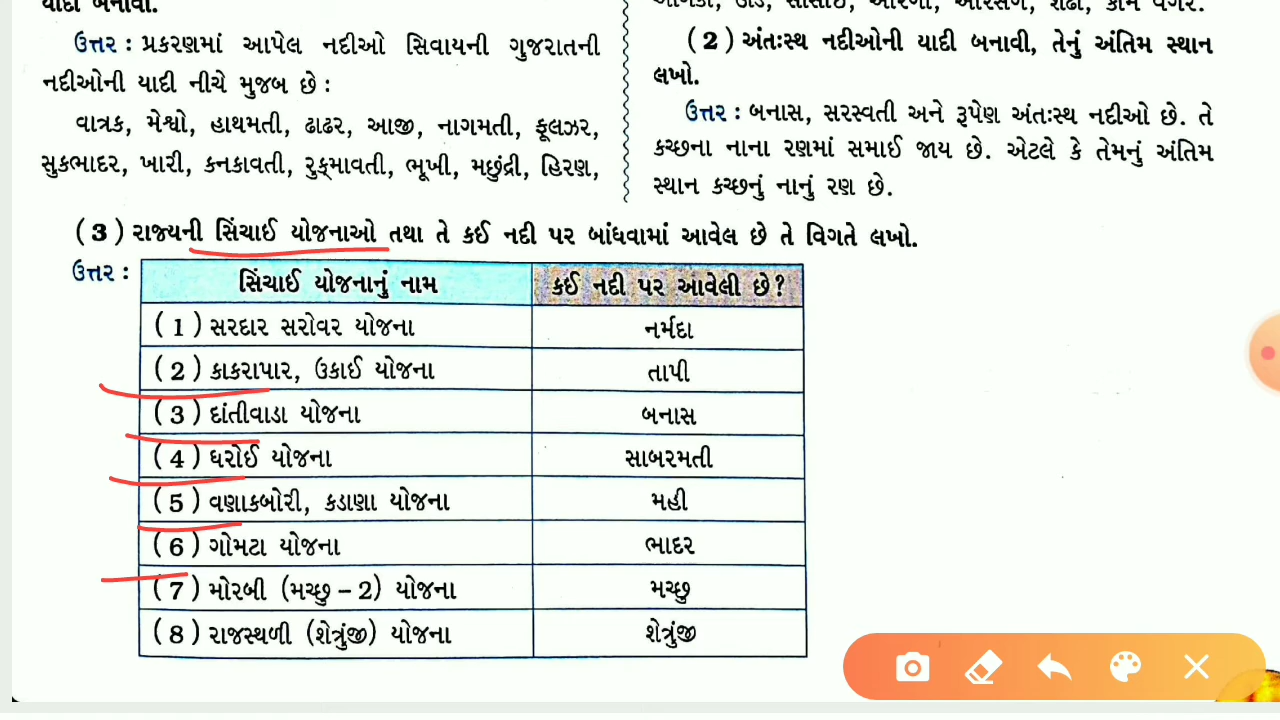 યાદી બનાવો.
ઉત્તર : પ્રકરણમાં આપેલ નદીઓ સિવાયની ગુજરાતની
નદીઓની યાદી નીચે મુજબ છે :
વાત્રક, મેશ્વો, હાથમતી, ઢાઢર, આજી, નાગમતી, ફૂલઝર,
સુકભાદર, ખારી, કનકાવતી, રુક્માવતી, ભૂખી, મછુંદ્રી, હિરણ,
(2) અંતઃસ્થ નદીઓની યાદી બનાવી, તેનું અંતિમ સ્થાન
લખો.
ઉત્તર : બનાસ, સરસ્વતી અને રૂપેણ અંતઃસ્થ નદીઓ છે. તે
કચ્છના નાના રણમાં સમાઈ જાય છે. એટલે કે તેમનું અંતિમ
સ્થાન કચ્છનું નાનું રણ છે.
(3) રાજ્યની સિંચાઈ યોજનાઓ તથા તે કઈ નદી પર બાંધવામાં આવેલ છે તે વિગતે લખો.
ઉત્તર :
સિંચાઈ યોજનાનું નામ કઈ નદી પર આવેલી છે?
(1) સરદાર સરોવર યોજના નર્મદા
(2) કાકરાપાર, ઉકાઈ યોજના તાપી
(3) દાંતીવાડા યોજના બનાસ
(4) ધરોઈ યોજના સાબરમતી
(5) વણાકબોરી, કડાણા યોજના મહી
(6) ગોમટા યોજના ભાદર
(7) મોરબી (મચ્છુ – 2) યોજના મચ્છુ
(8) રાજસ્થળી (શેત્રુંજી) યોજના શેત્રુંજી